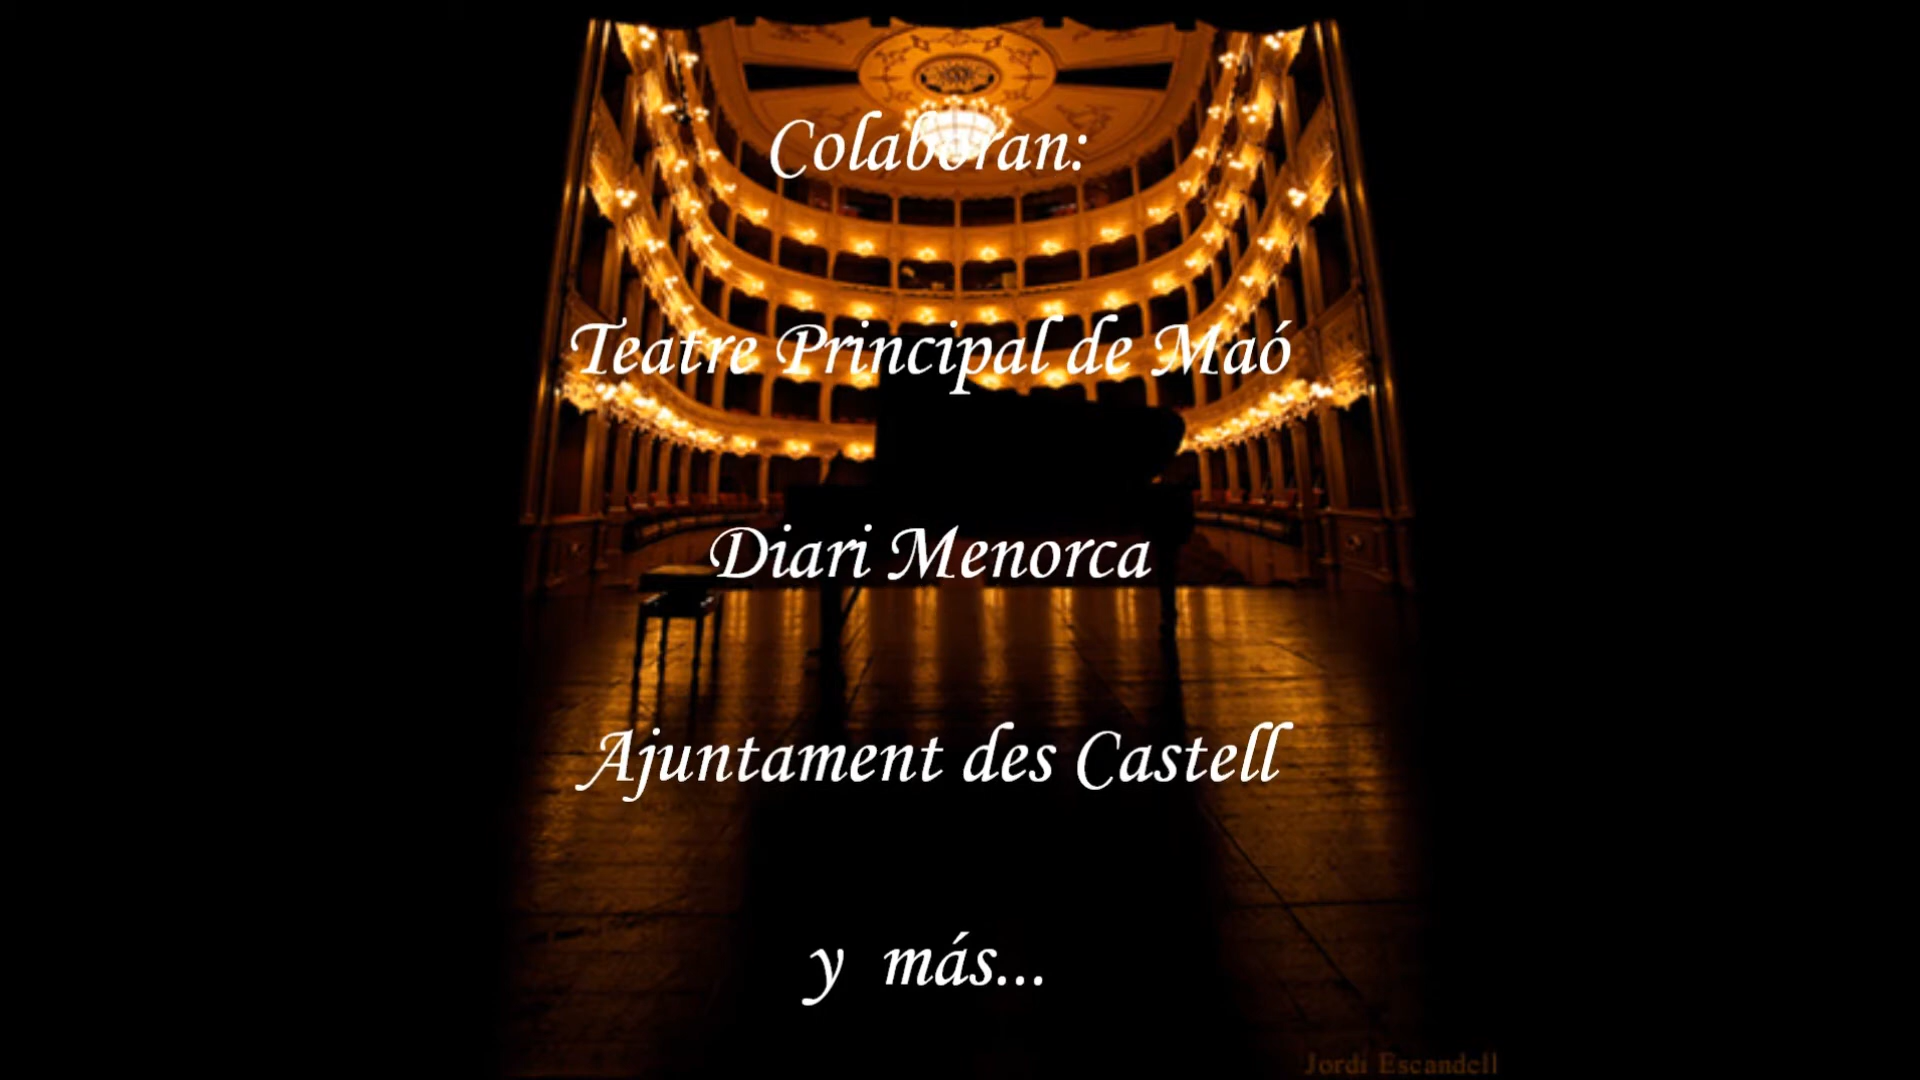 Colaboran:
Teatre Principal de Maó
Diari Menorca
Ajuntament des Castell
y más...
Jordi Escandell